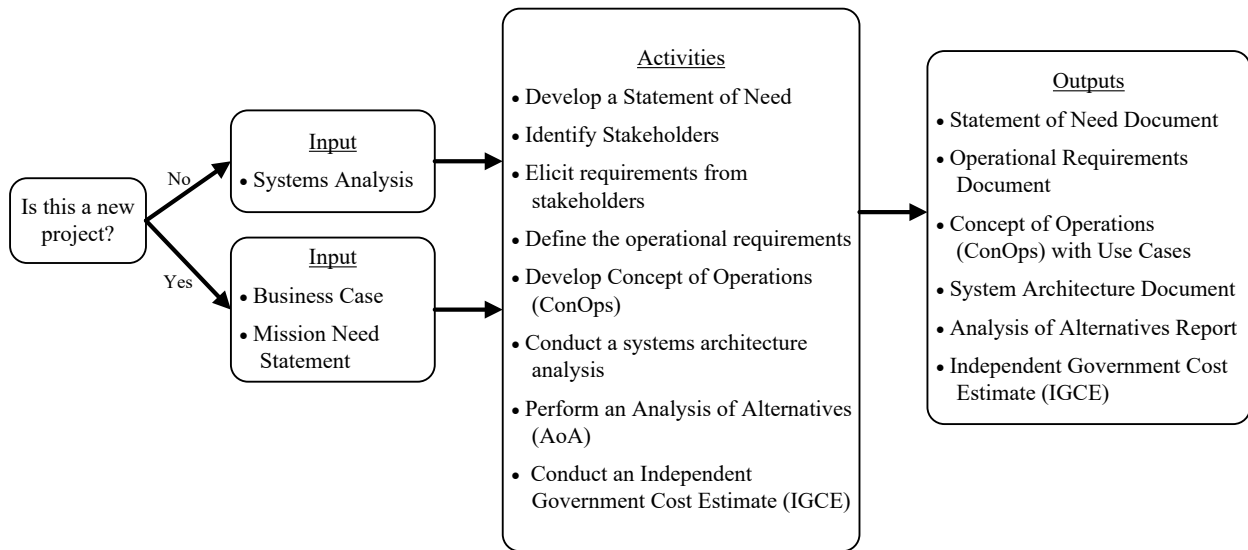 Is this a new
project?
No
Yes
Input
• Systems Analysis
Input
• Business Case
• Mission Need
Statement
Activities
• Develop a Statement of Need
• Identify Stakeholders
• Elicit requirements from
stakeholders
• Define the operational requirements
• Develop Concept of Operations
(ConOps)
• Conduct a systems architecture
analysis
• Perform an Analysis of Alternatives
(AoA)
• Conduct an Independent
Government Cost Estimate (IGCE)
Outputs
• Statement of Need Document
• Operational Requirements
Document
• Concept of Operations
(ConOps) with Use Cases
• System Architecture Document
• Analysis of Alternatives Report
• Independent Government Cost
Estimate (IGCE)